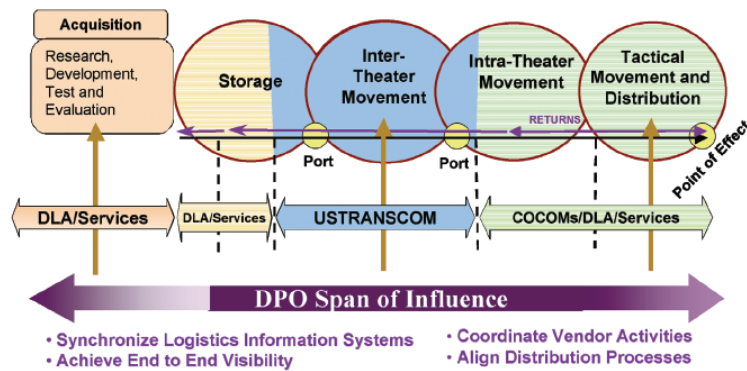 Acquisition
Research,
Development,
Test and
Evaluation
Storage
Inter-
Theater
Movement
Intra-Theater
Movement
Tactical
Movement and
Distribution
RETURNS
Port
Port
Point of Effect
DLA/Services
DLA/Services
USTRANSCOM
COCOMs/DLA/Services
DPO Span of Influence
• Synchronize Logistics Information Systems
• Achieve End to End Visibility
• Coordinate Vendor Activities
• Align Distribution Processes